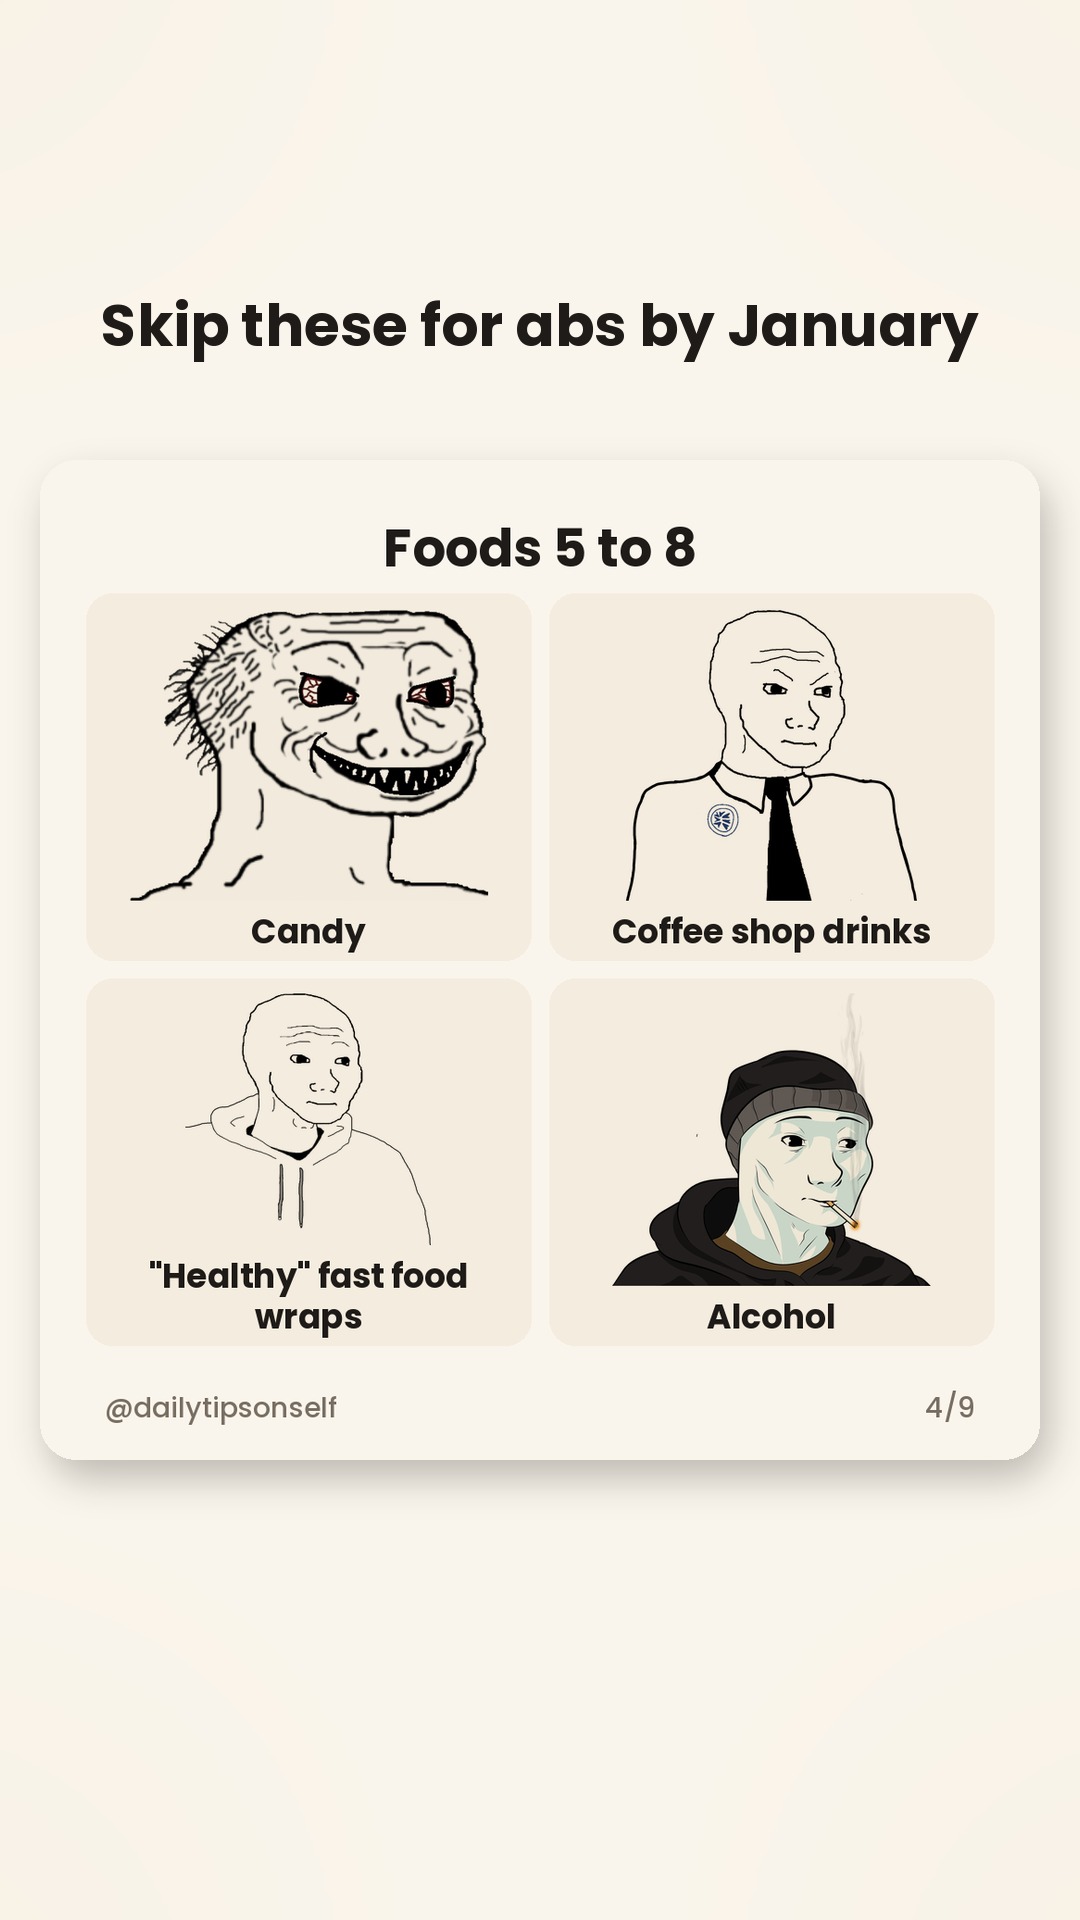 Skip these for abs by January
Foods 5 to 8
Candy
Coffee shop drinks
"Healthy" fast food
wraps
Alcohol
@dailytipsonself
4/9